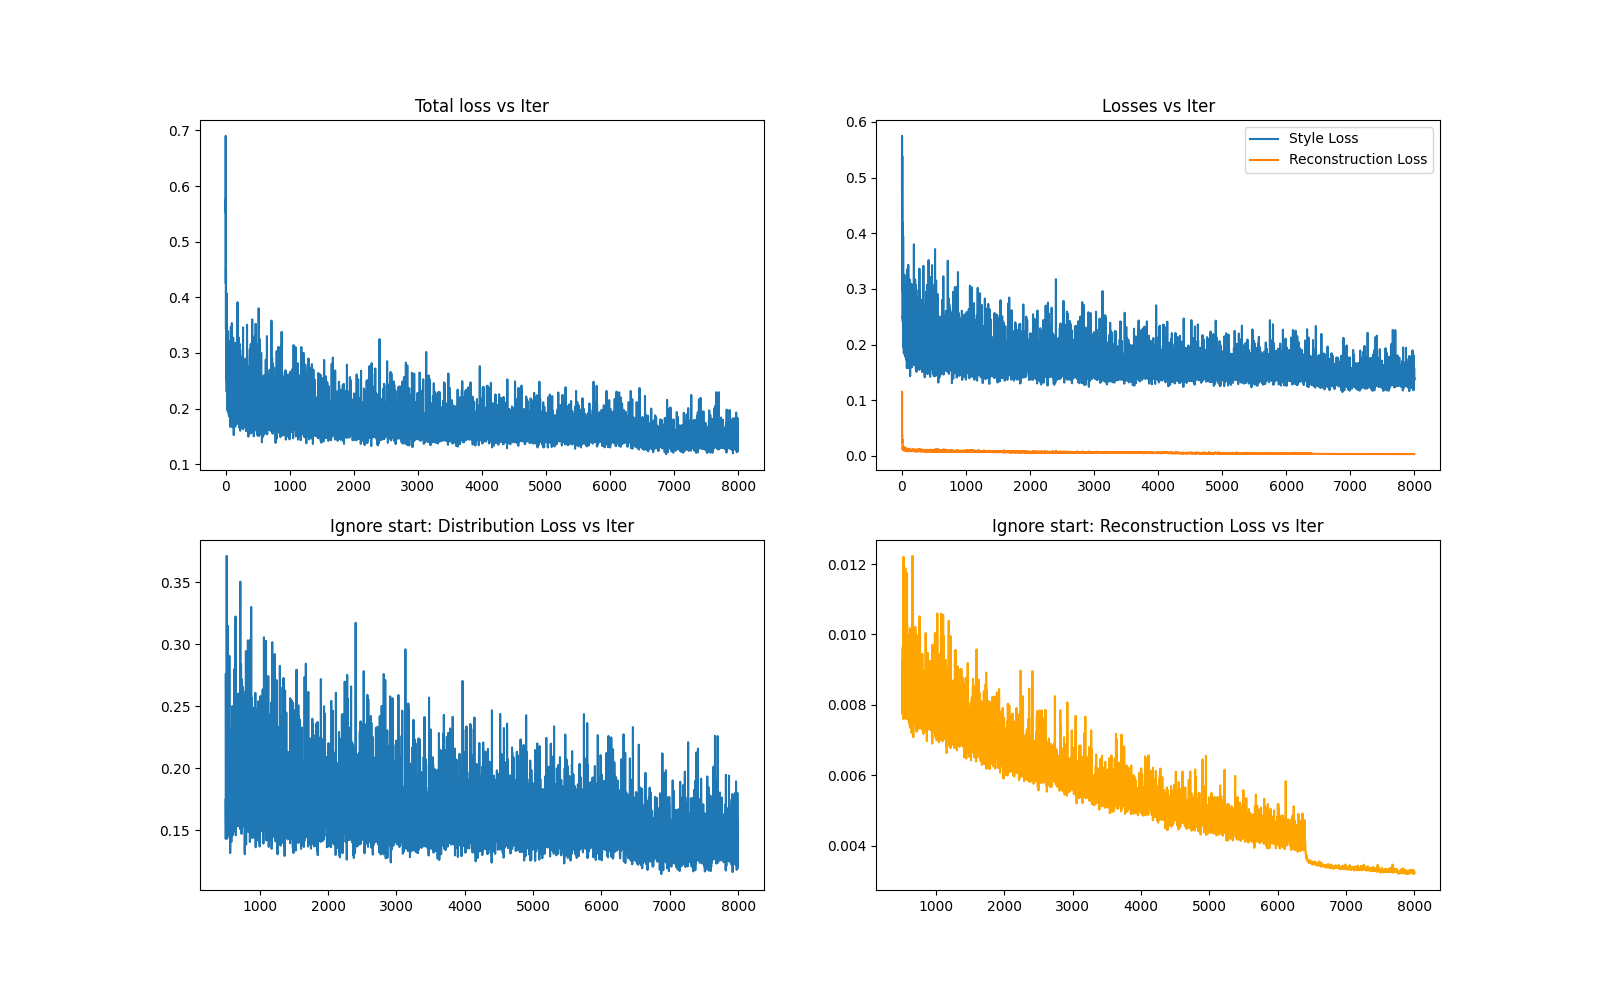 Total loss vs Iter
0.7
0.6
0.5
0.4
0.3
0.2
0.1
0 1000 2000 3000 4000 5000 6000 7000 8000
Losses vs Iter
0.6
0.5
0.4
0.3
0.2
0.1
0.0
Style Loss
Reconstruction Loss
0 1000 2000 3000 4000 5000 6000 7000 8000
Ignore start: Distribution Loss vs Iter
0.35
0.30
0.25
0.20
0.15
1000 2000 3000 4000 5000 6000 7000 8000
Ignore start: Reconstruction Loss vs Iter
0.012
0.010
0.008
0.006
0.004
1000 2000 3000 4000 5000 6000 7000 8000